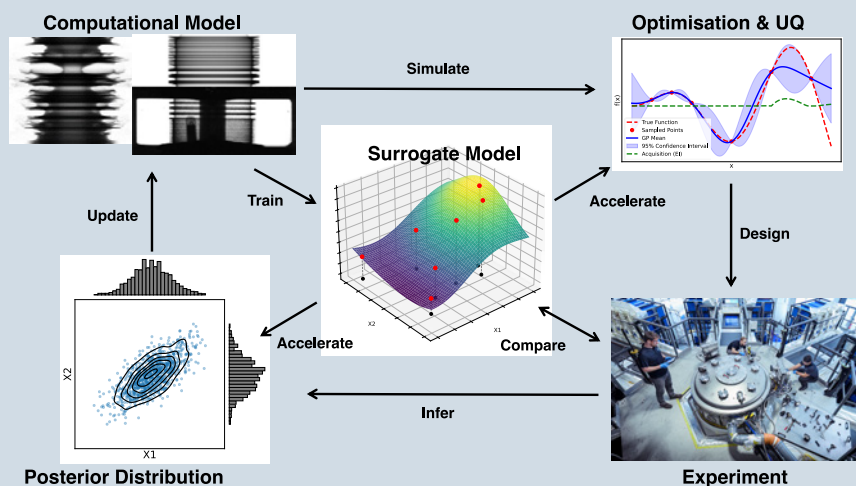 Computational Model
Optimisation & UQ
Simulate
f(x)
True Function
Sampled Points
GP Mean
95% Confidence Interval
Acquisition (EI)
x
Surrogate Model
Train
Accelerate
Update
Design
X2
X1
Accelerate
Compare
X2
X1
Infer
Posterior Distribution
Experiment